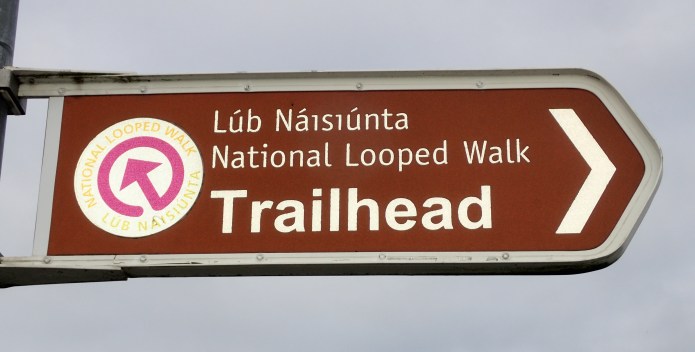 NATIONAL LOOPED WALK
LÚB NÁISIÚNTA
Lúb Náisiúnta
National Looped Walk
Trailhead